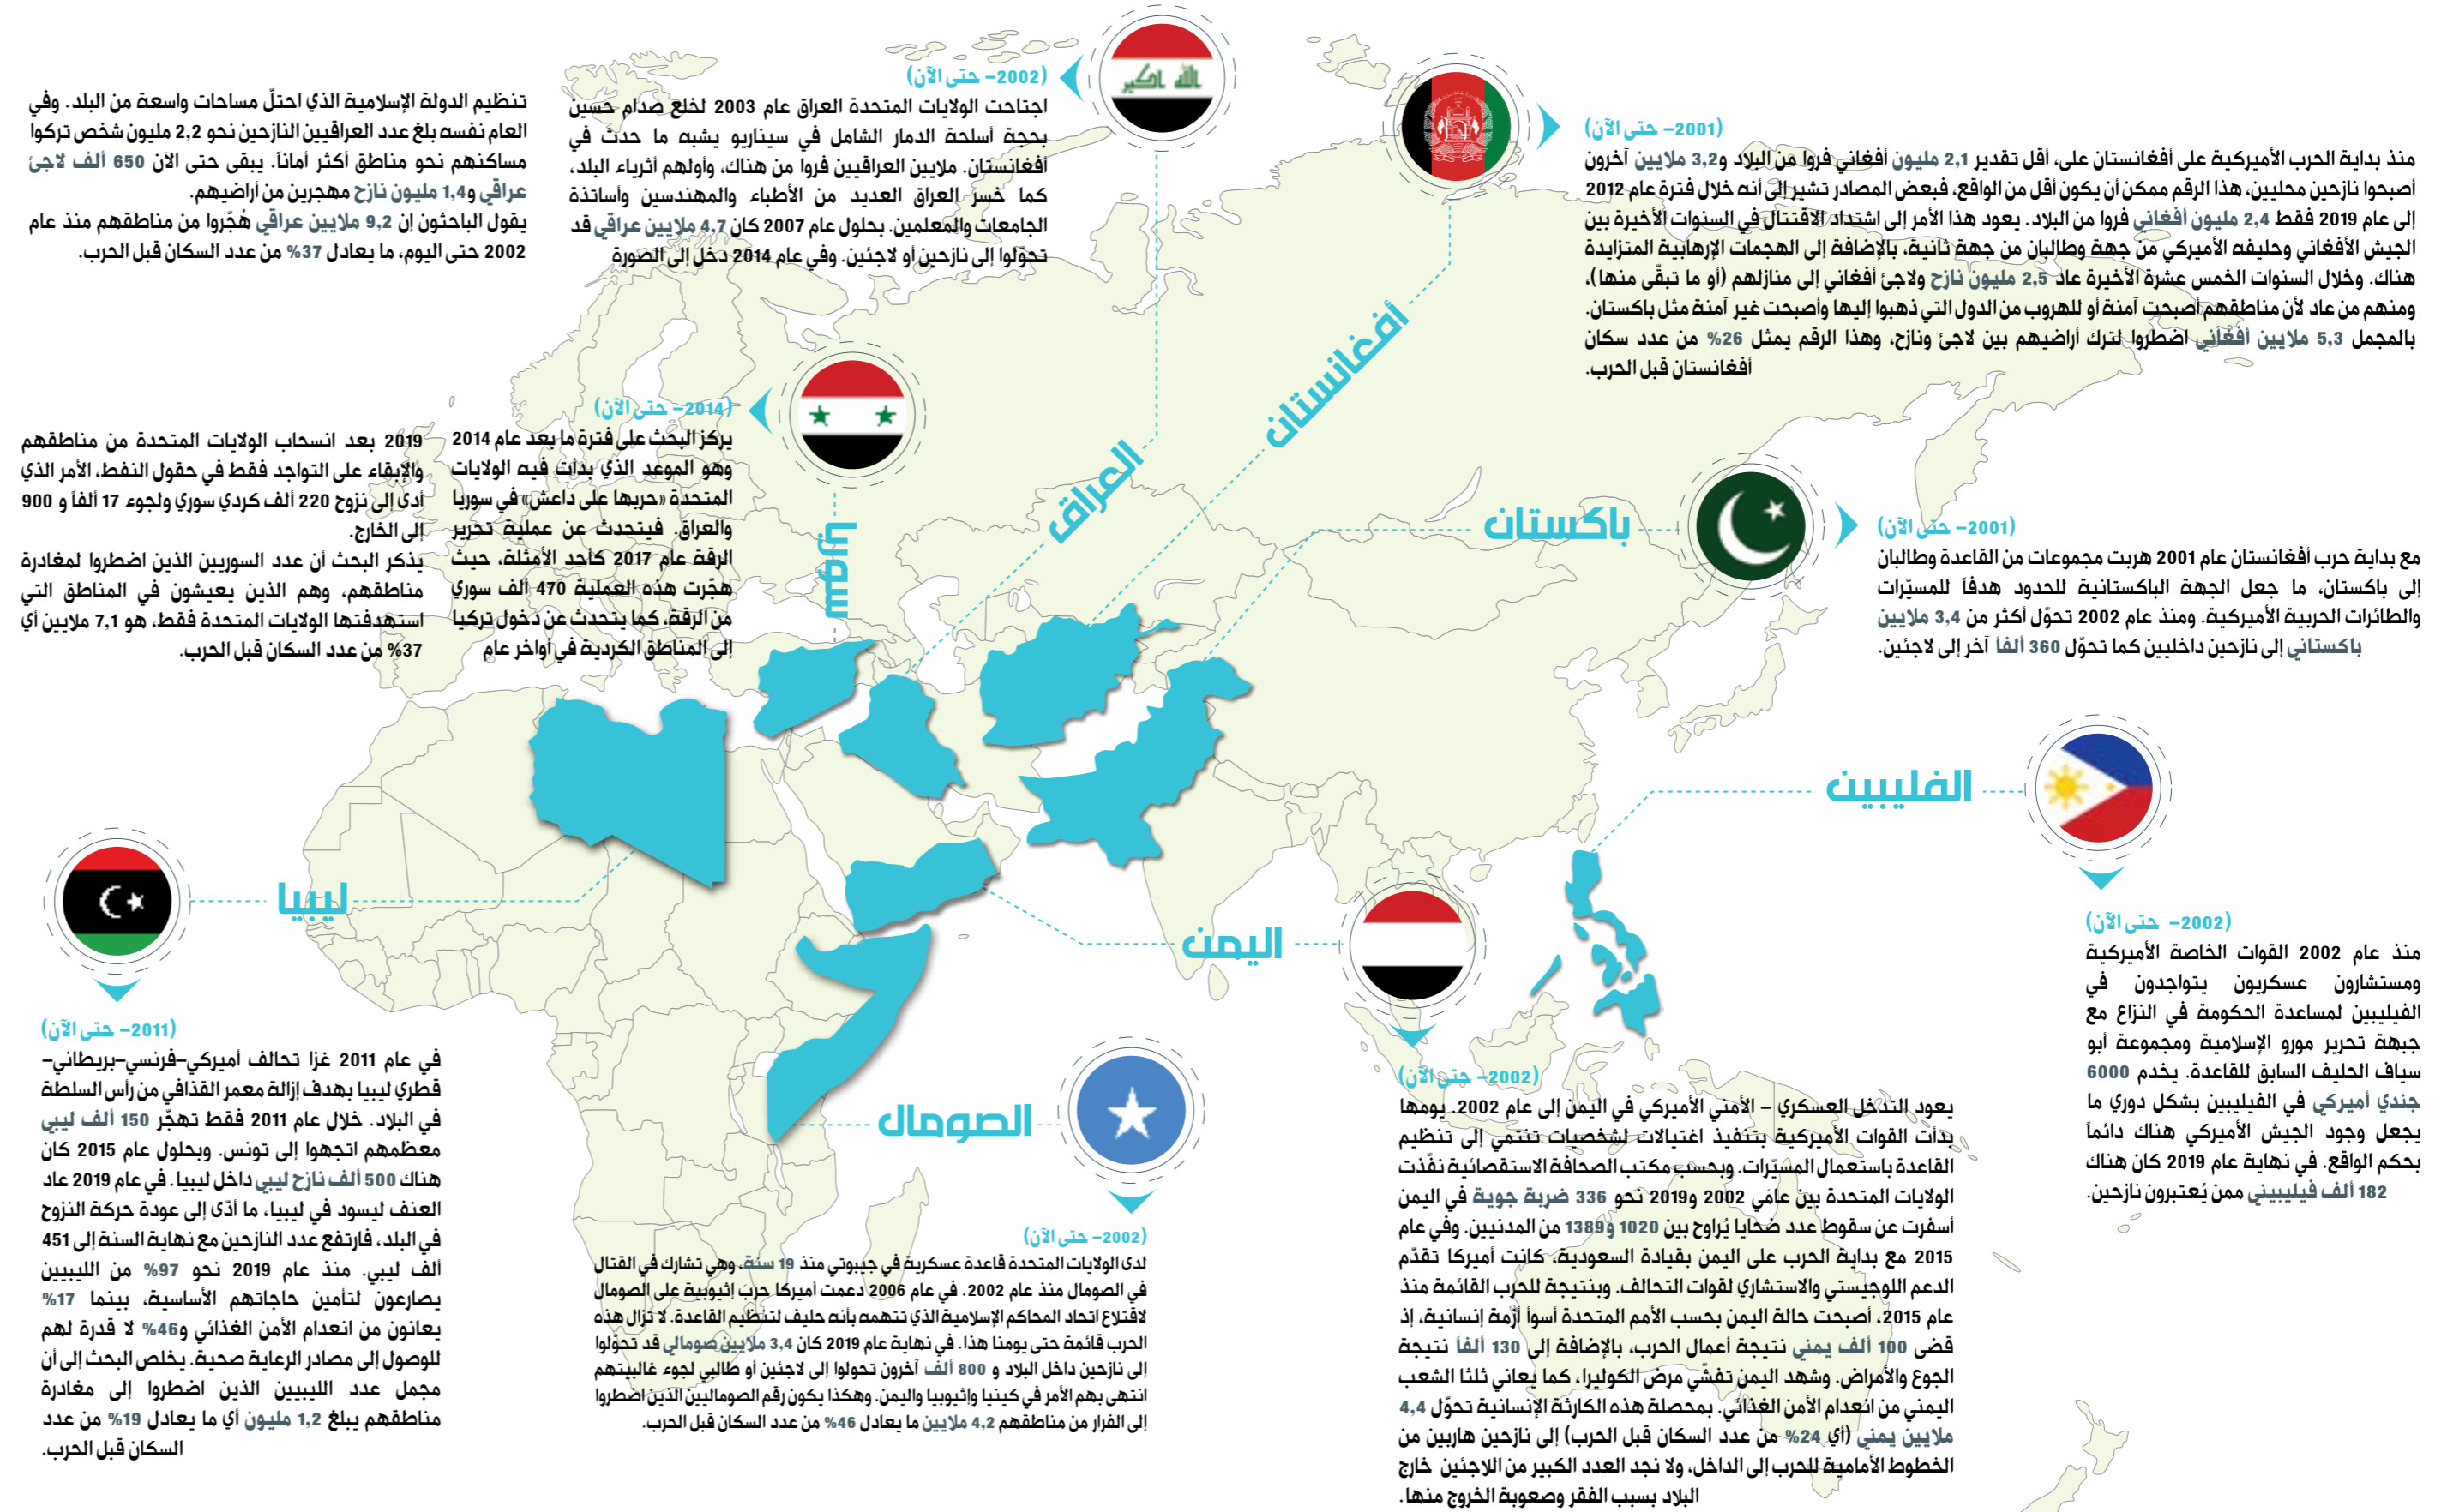 (2002- حتى الآن)
اجتاحت الولايات المتحدة العراق عام 2003 لخلع صدام حسين
بحجة أسلحة الدمار الشامل في سيناريو يشبه ما حدث في
أفغانستان. ملايين العراقيين فروا من هناك، وأولهم أثرياء البلد،
كما خسر العراق العديد من الأطباء والمهندسين وأساتذة
الجامعات والمعلمين. بحلول عام 2007 كان 4,7 ملايين عراقي قد
تحوّلوا إلى نازحين أو لاجئين. وفي عام 2014 دخل إلى الصورة
تنظيم الدولة الإسلامية الذي احتلّ مساحات واسعة من البلد. وفي
العام نفسه بلغ عدد العراقيين النازحين نحو 2,2 مليون شخص تركوا
مساكنهم نحو مناطق أكثر أماناً. يبقى حتى الآن 650 ألف لاجئ
عراقي و1,4 مليون نازح مهجرين من أراضيهم.
يقول الباحثون إن 9,2 ملايين عراقي هُجّروا من مناطقهم منذ عام
2002 حتى اليوم، ما يعادل 37% من عدد السكان قبل الحرب.
العراق
(2001- حتى الآن)
منذ بداية الحرب الأميركية على أفغانستان على، أقل تقدير 2,1 مليون أفغاني فروا من البلاد و3,2 ملايين آخرون
أصبحوا نازحين محليين، هذا الرقم ممكن أن يكون أقل من الواقع، فبعض المصادر تشير إلى أنه خلال فترة عام 2012
إلى عام 2019 فقط 2,4 مليون أفغاني فروا من البلاد. يعود هذا الأمر إلى اشتداد الاقتتال في السنوات الأخيرة بين
الجيش الأفغاني وحليفه الأميركي من جهة وطالبان من جهة ثانية، بالإضافة إلى الهجمات الإرهابية المتزايدة
هناك. وخلال السنوات الخمس عشرة الأخيرة عاد 2,5 مليون نازح ولاجئ أفغاني إلى منازلهم (أو ما تبقّى منها)،
ومنهم من عاد لأن مناطقهم أصبحت آمنة أو للهروب من الدول التي ذهبوا إليها وأصبحت غير آمنة مثل باكستان.
بالمجمل 5,3 ملايين أفغاني اضطروا لترك أراضيهم بين لاجئ ونازح، وهذا الرقم يمثل 26% من عدد سكان
أفغانستان قبل الحرب.
أفغانستان
(2014- حتى الآن)
يركز البحث على فترة ما بعد عام 2014
وهو الموعد الذي بدأت فيه الولايات
المتحدة «حربها على داعش» في سوريا
والعراق. فيتحدث عن عملية تحرير
الرقة عام 2017 كأحد الأمثلة، حيث
هجّرت هذه العملية 470 ألف سوري
من الرقة، كما يتحدث عن دخول تركيا
إلى المناطق الكردية في أواخر عام
2019 بعد انسحاب الولايات المتحدة من مناطقهم
والإبقاء على التواجد فقط في حقول النفط، الأمر الذي
أدى إلى نزوح 220 ألف كردي سوري ولجوء 17 ألفاً و 900
إلى الخارج.
يذكر البحث أن عدد السوريين الذين اضطروا لمغادرة
مناطقهم، وهم الذين يعيشون في المناطق التي
استهدفتها الولايات المتحدة فقط، هو 7,1 ملايين أي
37% من عدد السكان قبل الحرب.
سوريا
باكستان
(2001- حتى الآن)
مع بداية حرب أفغانستان عام 2001 هربت مجموعات من القاعدة وطالبان
إلى باكستان، ما جعل الجهة الباكستانية للحدود هدفاً للمسيّرات
والطائرات الحربية الأميركية. ومنذ عام 2002 تحوّل أكثر من 3,4 ملايين
باكستاني إلى نازحين داخليين كما تحوّل 360 ألفاً آخر إلى لاجئين.
الفليبين
(2002- حتى الآن)
منذ عام 2002 القوات الخاصة الأميركية
ومستشارون عسكريون يتواجدون في
الفيليبين لمساعدة الحكومة في النزاع مع
جبهة تحرير مورو الإسلامية ومجموعة أبو
سياف الحليف السابق للقاعدة. يخدم 6000
جندي أميركي في الفيليبين بشكل دوري ما
يجعل وجود الجيش الأميركي هناك دائماً
بحكم الواقع. في نهاية عام 2019 كان هناك
182 ألف فيليبيني ممن يُعتبرون نازحين.
ليبيا
(2011- حتى الآن)
في عام 2011 غزا تحالف أميركي-فرنسي-بريطاني-
قطري ليبيا بهدف إزالة معمر القذافي من رأس السلطة
في البلاد. خلال عام 2011 فقط تهجّر 150 ألف ليبي
معظمهم اتجهوا إلى تونس. وبحلول عام 2015 كان
هناك 500 ألف نازح ليبي داخل ليبيا. في عام 2019 عاد
العنف ليسود في ليبيا، ما أدّى إلى عودة حركة النزوح
في البلد، فارتفع عدد النازحين مع نهاية السنة إلى 451
ألف ليبي. منذ عام 2019 نحو 97% من الليبيين
يصارعون لتأمين حاجاتهم الأساسية، بينما 17%
يعانون من انعدام الأمن الغذائي و46% لا قدرة لهم
للوصول إلى مصادر الرعاية صحية. يخلص البحث إلى أن
مجمل عدد الليبيين الذين اضطروا إلى مغادرة
مناطقهم يبلغ 1,2 مليون أي ما يعادل 19% من عدد
السكان قبل الحرب.
اليمن
(2002- حتى الآن)
يعود التدخل العسكري - الأمني الأميركي في اليمن إلى عام 2002. يومها
بدأت القوات الأميركية بتنفيذ اغتيالات لشخصيات تنتمي إلى تنظيم
القاعدة باستعمال المسيّرات. وبحسب مكتب الصحافة الاستقصائية نفّذت
الولايات المتحدة بين عامَي 2002 و2019 نحو 336 ضربة جوية في اليمن
أسفرت عن سقوط عدد ضحايا يُراوح بين 1020 و1389 من المدنيين. وفي عام
2015 مع بداية الحرب على اليمن بقيادة السعودية، كانت أميركا تقدّم
الدعم اللوجيستي والاستشاري لقوات التحالف. وبنتيجة للحرب القائمة منذ
عام 2015، أصبحت حالة اليمن بحسب الأمم المتحدة أسوأ أزمة إنسانية، إذ
قضى 100 ألف يمني نتيجة أعمال الحرب، بالإضافة إلى 130 ألفاً نتيجة
الجوع والأمراض. وشهد اليمن تفشّي مرض الكوليرا، كما يعاني ثلثا الشعب
اليمني من انعدام الأمن الغذائي. بمحصلة هذه الكارثة الإنسانية تحوّل 4,4
ملايين يمني (أي 24% من عدد السكان قبل الحرب) إلى نازحين هاربين من
الخطوط الأمامية للحرب إلى الداخل، ولا نجد العدد الكبير من اللاجئين خارج
البلاد بسبب الفقر وصعوبة الخروج منها.
الصومال
(2002- حتى الآن)
لدى الولايات المتحدة قاعدة عسكرية في جيبوتي منذ 19 سنة، وهي تشارك في القتال
في الصومال منذ عام 2002. في عام 2006 دعمت أميركا حرب إثيوبية على الصومال
لاقتلاع اتحاد المحاكم الإسلامية الذي تتهمه بأنه حليف لتنظيم القاعدة. لا تزال هذه
الحرب قائمة حتى يومنا هذا. في نهاية عام 2019 كان 3,4 ملايين صومالي قد تحوّلوا
إلى نازحين داخل البلاد و 800 ألف آخرون تحولوا إلى لاجئين أو طالبي لجوء غالبيتهم
انتهى بهم الأمر في كينيا وإثيوبيا واليمن. وهكذا يكون رقم الصوماليين الذين اضطروا
إلى الفرار من مناطقهم 4,2 ملايين ما يعادل 46% من عدد السكان قبل الحرب.